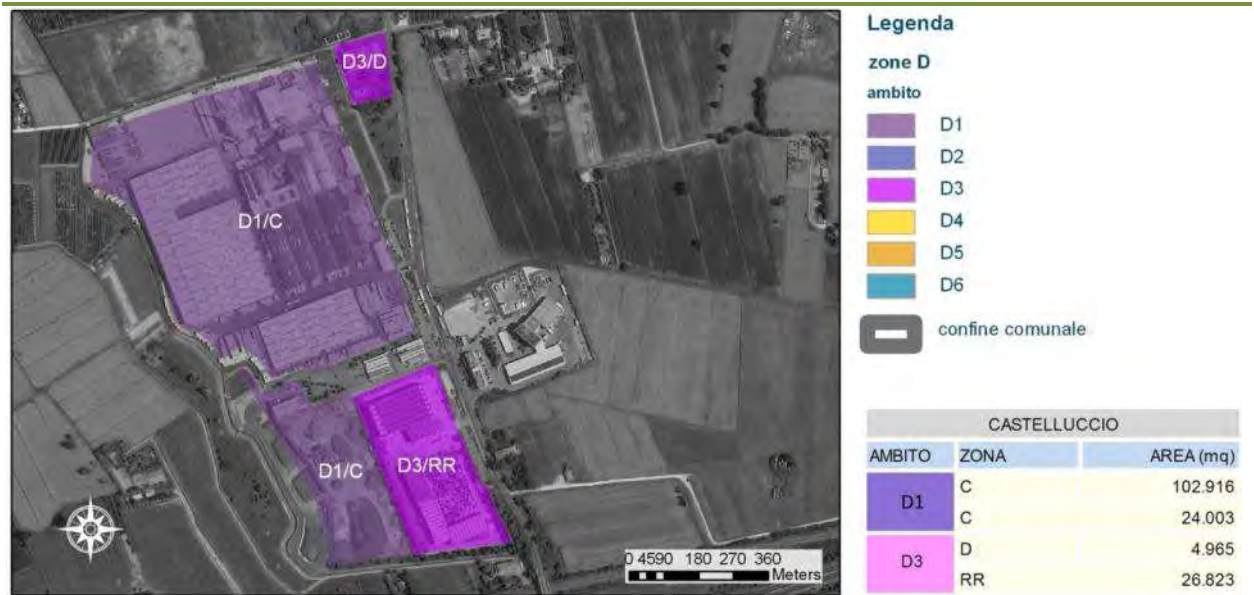 D3/D
D1/C
D1/C
D3/RR
0 4590 180 270 360
Meters
Legenda
zone D
ambito
D1
D2
D3
D4
D5
D6
confine comunale
CASTELLUCCIO
AMBITO ZONA AREA (mq)
D1 C 102.916
C 24.003
D3 D 4.965
RR 26.823